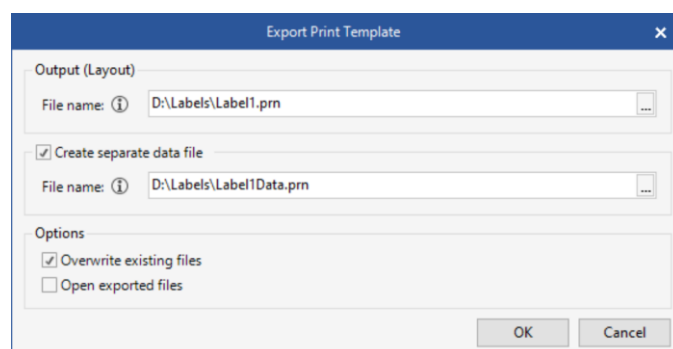 Export Print Template
Output (Layout)
File name: D:\Labels\Label1.prn ...
Create separate data file
File name: D:\Labels\Label1Data.prn ...
Options
Overwrite existing files
Open exported files
OK Cancel